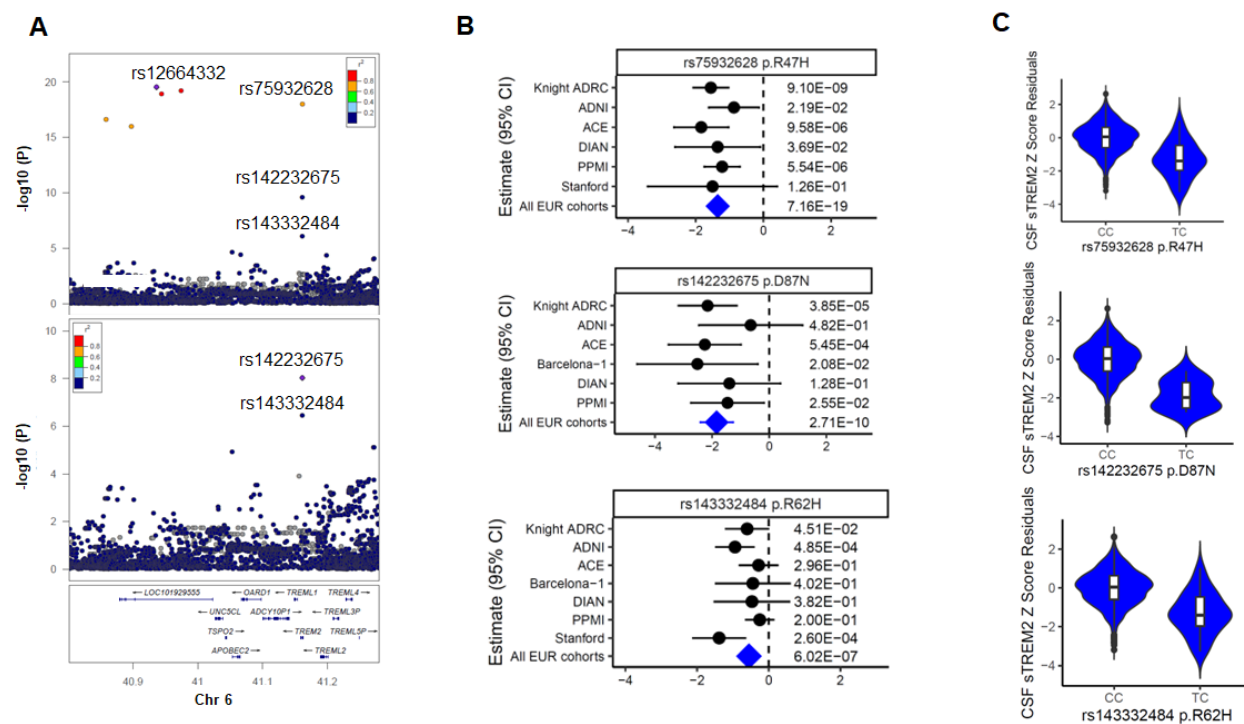 A
rs12664332
rs75932628
rs142232675
rs143332484
r²
0.8
0.6
0.4
0.2
20
15
10
5
0
-log10 (P)
r²
0.8
0.6
0.4
0.2
rs142232675
rs143332484
10
8
6
4
2
0
-log10 (P)
LOC101929555
OARD1
TREML1
TREML4
UNC5CL
ADCY10P1
TREML3P
TSPO2
TREM2
TREML5P
APOBEC2
TREML2
40.9
41
41.1
41.2
Chr 6
B
rs75932628 p.R47H
Estimate (95% CI)
Knight ADRC 9.10E−09
ADNI 2.19E−02
ACE 9.58E−06
DIAN 3.69E−02
PPMI 5.54E−06
Stanford 1.26E−01
All EUR cohorts 7.16E−19
−4 −2 0 2
rs142232675 p.D87N
Estimate (95% CI)
Knight ADRC 3.85E−05
ADNI 4.82E−01
ACE 5.45E−04
Barcelona−1 2.08E−02
DIAN 1.28E−01
PPMI 2.55E−02
All EUR cohorts 2.71E−10
−4 −2 0 2
rs143332484 p.R62H
Estimate (95% CI)
Knight ADRC 4.51E−02
ADNI 4.85E−04
ACE 2.96E−01
Barcelona−1 4.02E−01
DIAN 3.82E−01
PPMI 2.00E−01
Stanford 2.60E−04
All EUR cohorts 6.02E−07
−4 −2 0 2
C
CSF sTREM2 Z Score Residuals
2
0
−2
−4
CC TC
rs75932628 p.R47H
CSF sTREM2 Z Score Residuals
2
0
−2
−4
CC TC
rs142232675 p.D87N
CSF sTREM2 Z Score Residuals
2
0
−2
−4
CC TC
rs143332484 p.R62H